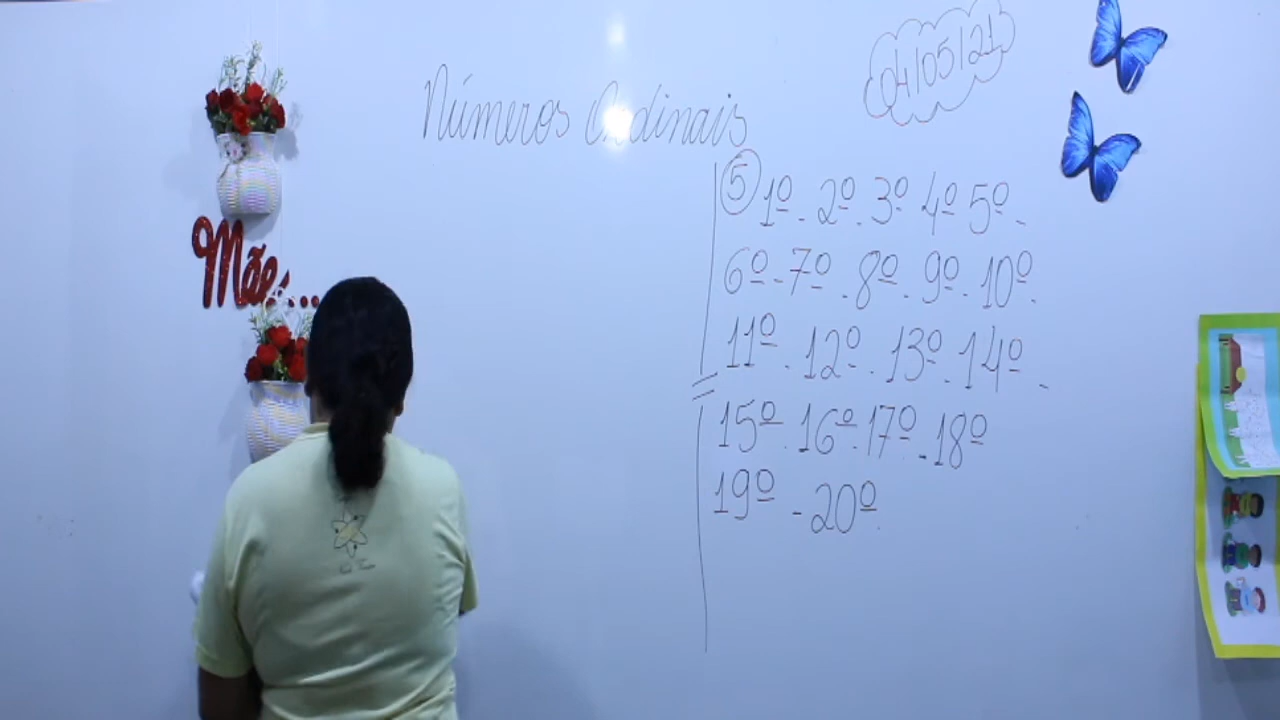 04/05/21
Números Ordinais
Mães...
5 1º - 2º - 3º 4º 5º -
6º - 7º - 8º - 9º - 10º -
11º - 12º - 13º - 14º -
15º - 16º - 17º - 18º
19º - 20º